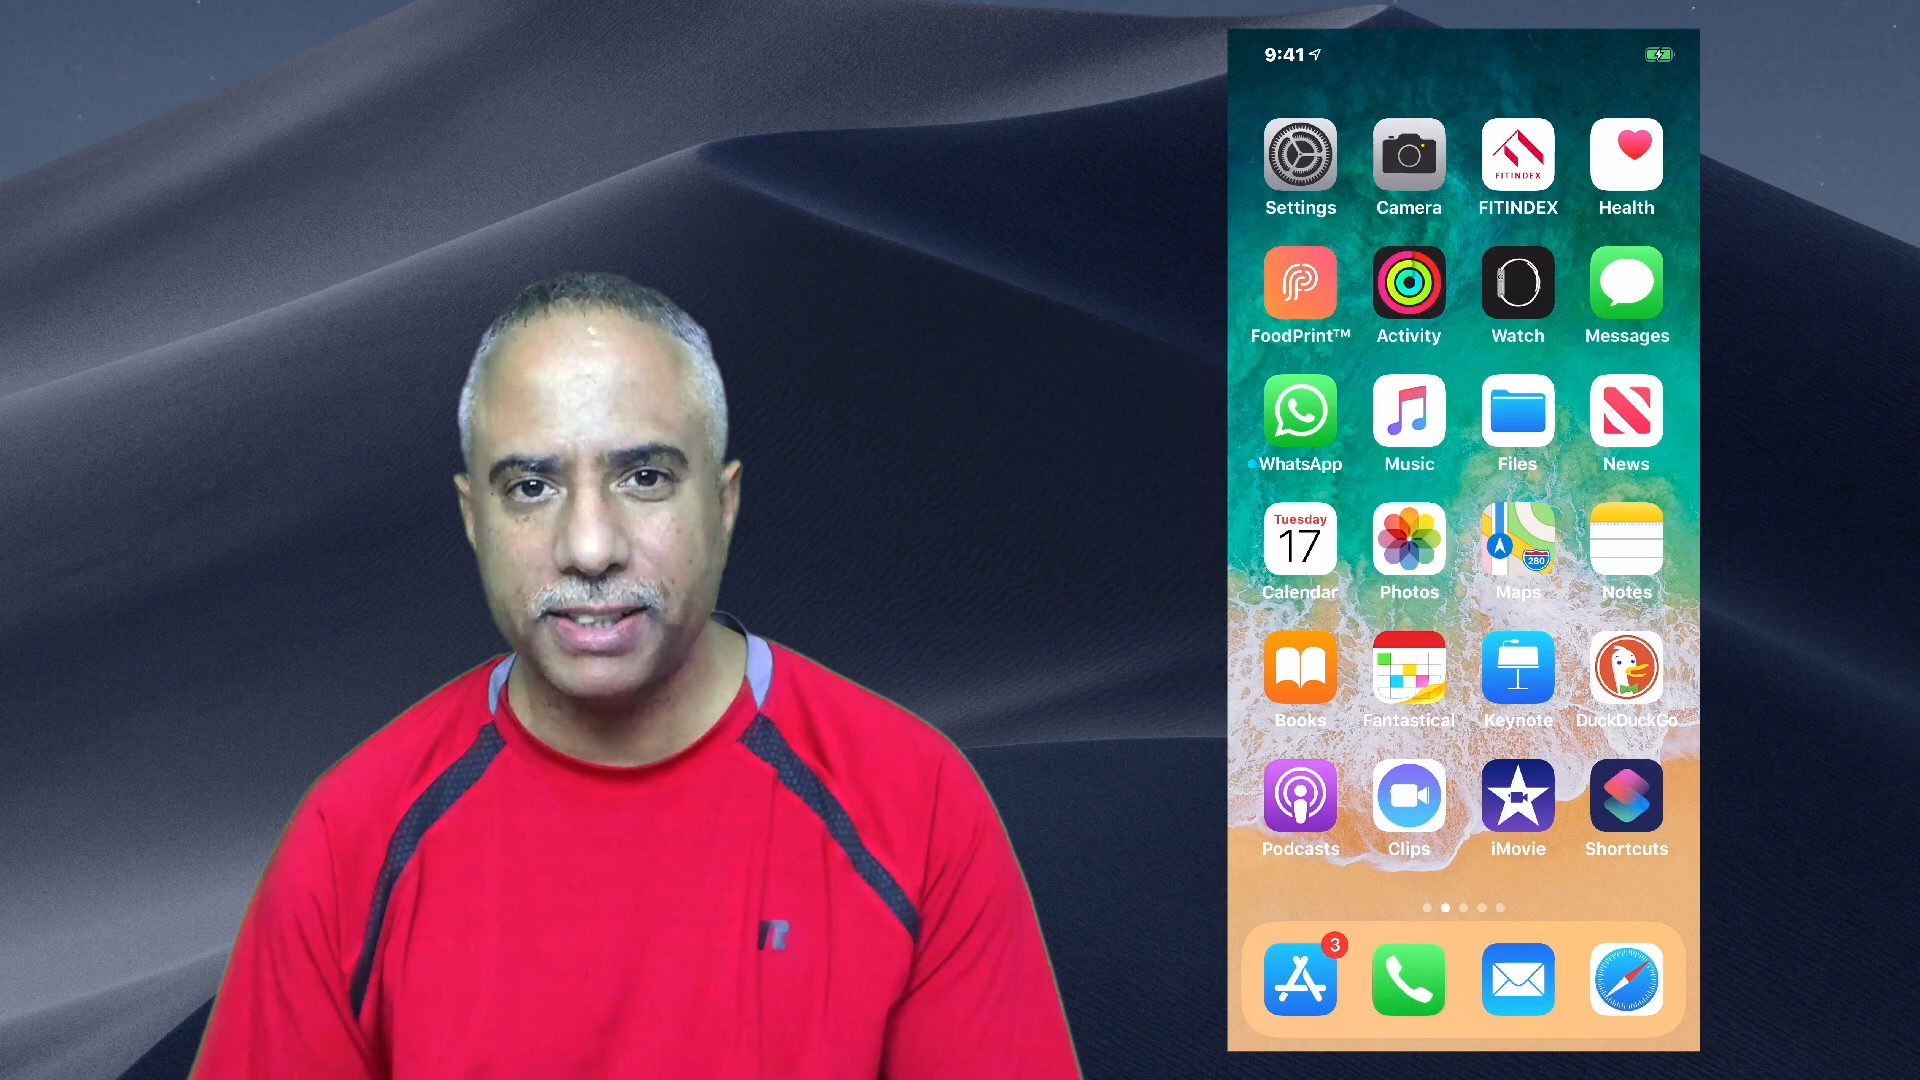 9:41
FITINDEX
Settings Camera FITINDEX Health
FoodPrint™ Activity Watch Messages
WhatsApp Music Files News
Tuesday
17
280
Calendar Photos Maps Notes
Books Fantastical Keynote DuckDuckGo
Podcasts Clips iMovie Shortcuts
R
3